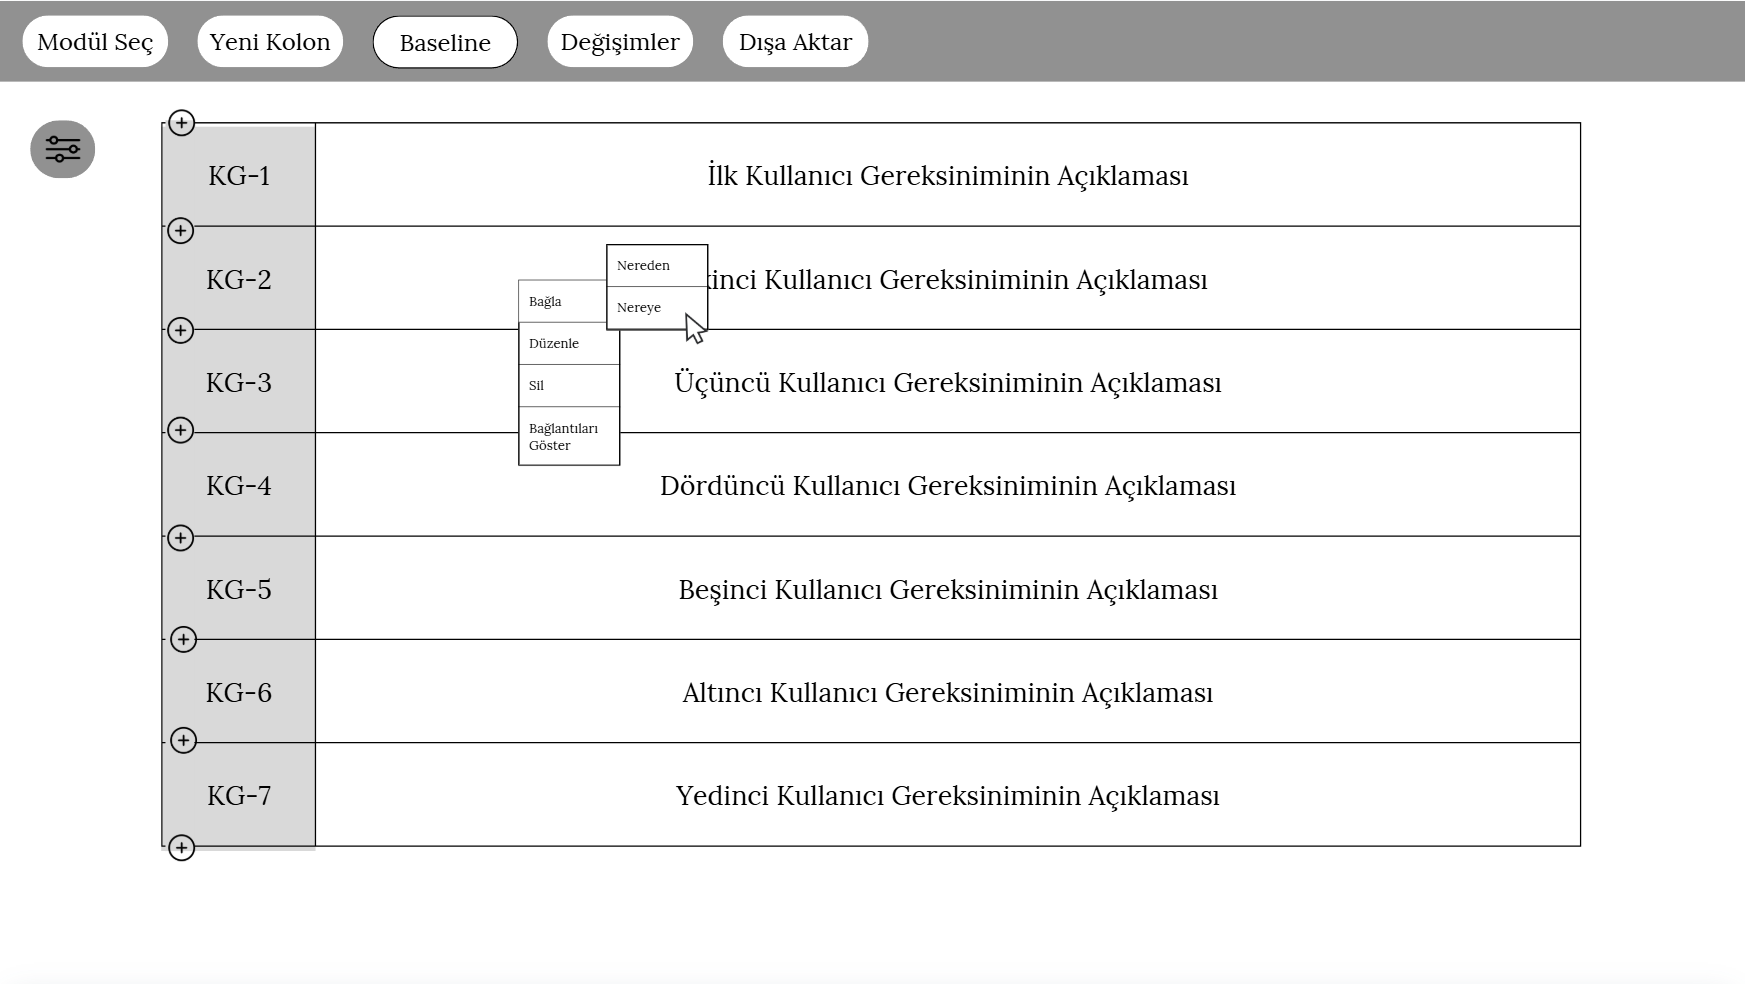 Modül Seç
Yeni Kolon
Baseline
Değişimler
Dışa Aktar
KG-1
İlk Kullanıcı Gereksiniminin Açıklaması
KG-2
Kullanıcı Gereksiniminin Açıklaması
Nereden
Nereye
Bağla
Düzenle
Sil
Bağlantıları
Göster
KG-3
Üçüncü Kullanıcı Gereksiniminin Açıklaması
KG-4
Dördüncü Kullanıcı Gereksiniminin Açıklaması
KG-5
Beşinci Kullanıcı Gereksiniminin Açıklaması
KG-6
Altıncı Kullanıcı Gereksiniminin Açıklaması
KG-7
Yedinci Kullanıcı Gereksiniminin Açıklaması